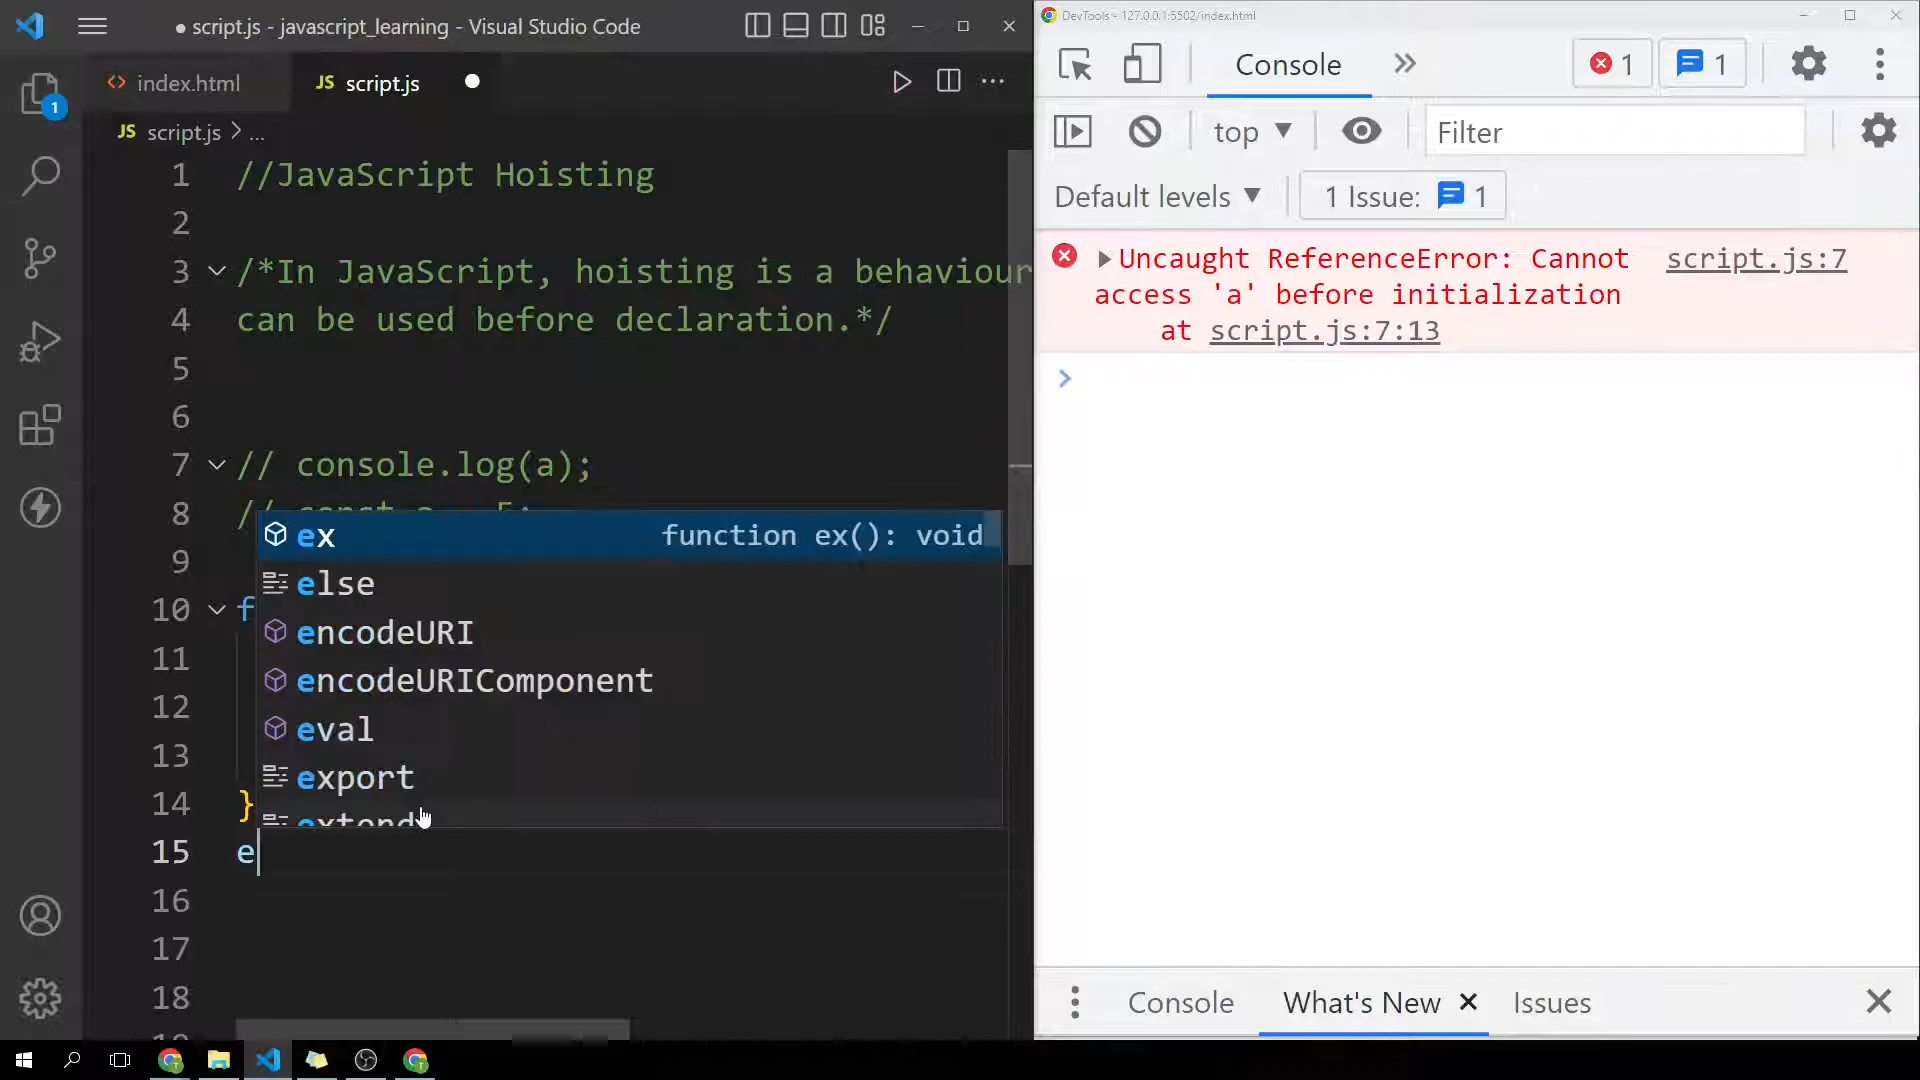 ● script.js - javascript_learning - Visual Studio Code
index.html
JS script.js
JS script.js > ...
1 //JavaScript Hoisting
2
3 /*In JavaScript, hoisting is a behaviour
4 can be used before declaration.*/
5
6
7 // console.log(a);
8 //
ex function ex(): void
9
else
10 f
encodeURI
11
encodeURIComponent
12
eval
13
export
14 }
extend
15 e
16
17
18
1
DevTools - 127.0.0.1:5502/index.html
Console » 1 1
top ▼ Filter
Default levels ▼ 1 Issue: 1
Uncaught ReferenceError: Cannot script.js:7
access 'a' before initialization
at script.js:7:13
>
Console What's New × Issues